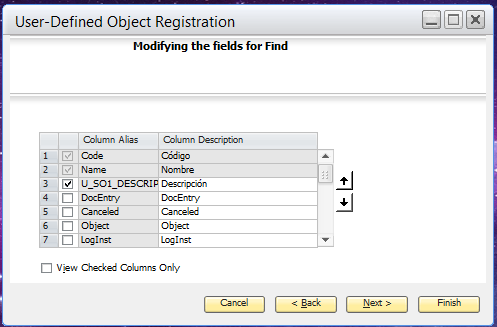 User-Defined Object Registration
Modifying the fields for Find
Column Alias Column Description
1 Code Código
2 Name Nombre
3 U_SO1_DESCRIP Descripción
4 DocEntry DocEntry
5 Canceled Canceled
6 Object Object
7 LogInst LogInst
View Checked Columns Only
Cancel < Back Next > Finish